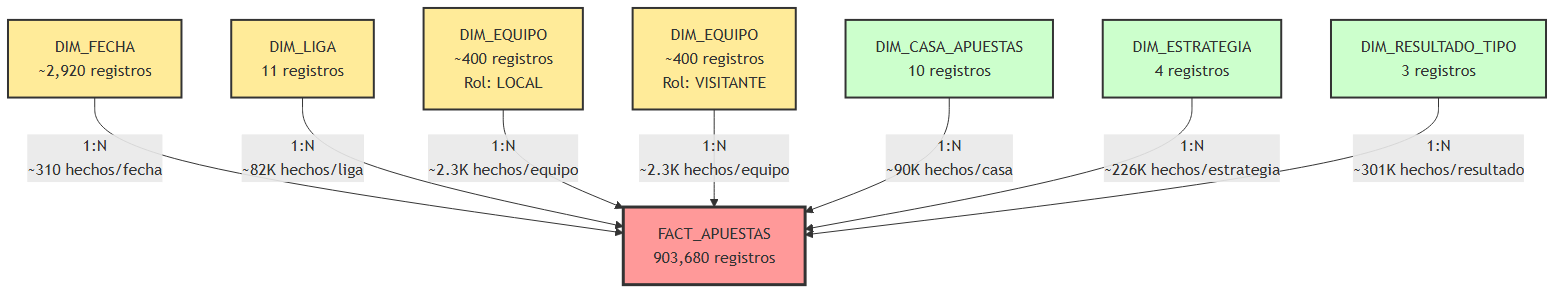 DIM_FECHA
~2,920 registros
DIM_LIGA
11 registros
DIM_EQUIPO
~400 registros
Rol: LOCAL
DIM_EQUIPO
~400 registros
Rol: VISITANTE
DIM_CASA_APUESTAS
10 registros
DIM_ESTRATEGIA
4 registros
DIM_RESULTADO_TIPO
3 registros
1:N
~310 hechos/fecha
1:N
~82K hechos/liga
1:N
~2.3K hechos/equipo
1:N
~2.3K hechos/equipo
1:N
~90K hechos/casa
1:N
~226K hechos/estrategia
1:N
~301K hechos/resultado
FACT_APUESTAS
903,680 registros